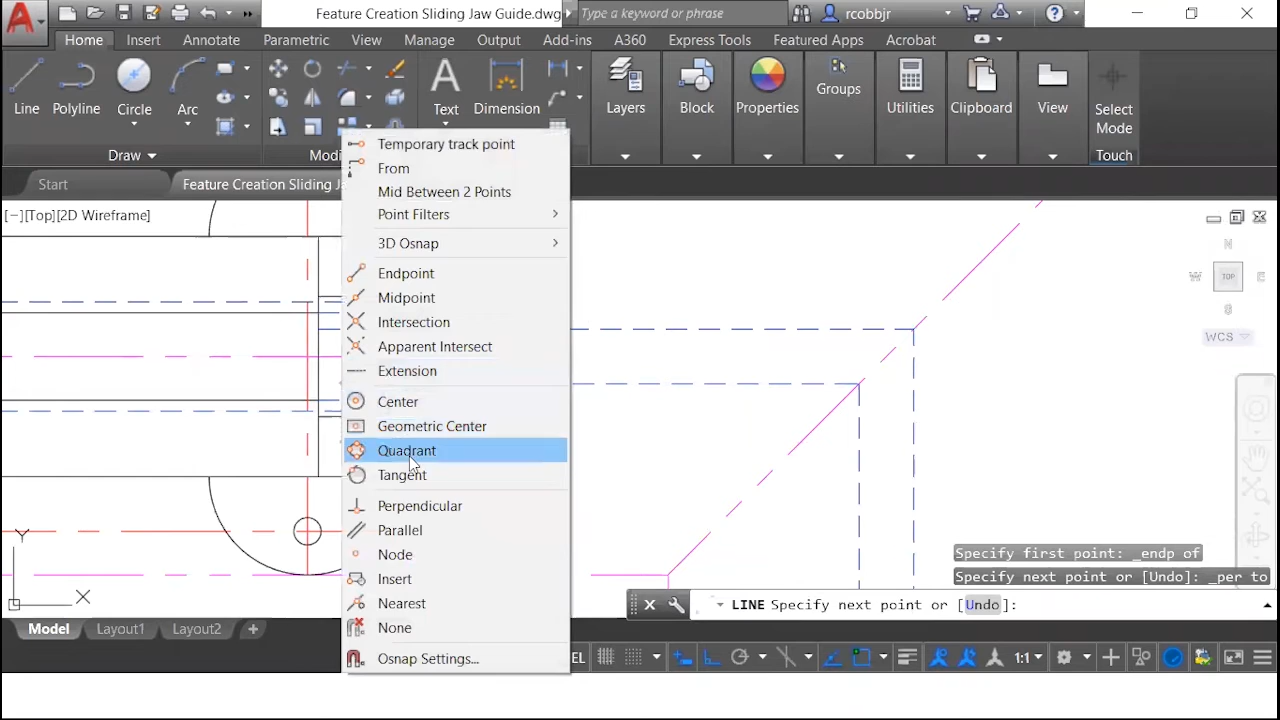 Feature Creation Sliding Jaw Guide.dwg
Type a keyword or phrase
rcobbjr
Home Insert Annotate Parametric View Manage Output Add-ins A360 Express Tools Featured Apps Acrobat
Line Polyline Circle Arc
Text Dimension
Layers Block Properties Groups Utilities Clipboard View
Select Mode
Draw
Modi
Touch
Start
Feature Creation Sliding J
[−][Top][2D Wireframe]
Temporary track point
From
Mid Between 2 Points
Point Filters
3D Osnap
Endpoint
Midpoint
Intersection
Apparent Intersect
Extension
Center
Geometric Center
Quadrant
Tangent
Perpendicular
Parallel
Node
Insert
Nearest
None
Osnap Settings...
N
W TOP E
S
WCS
Y
X
Specify first point: _endp of
Specify next point or [Undo]: _per to
LINE Specify next point or [Undo]:
Model Layout1 Layout2 +
EL
1:1